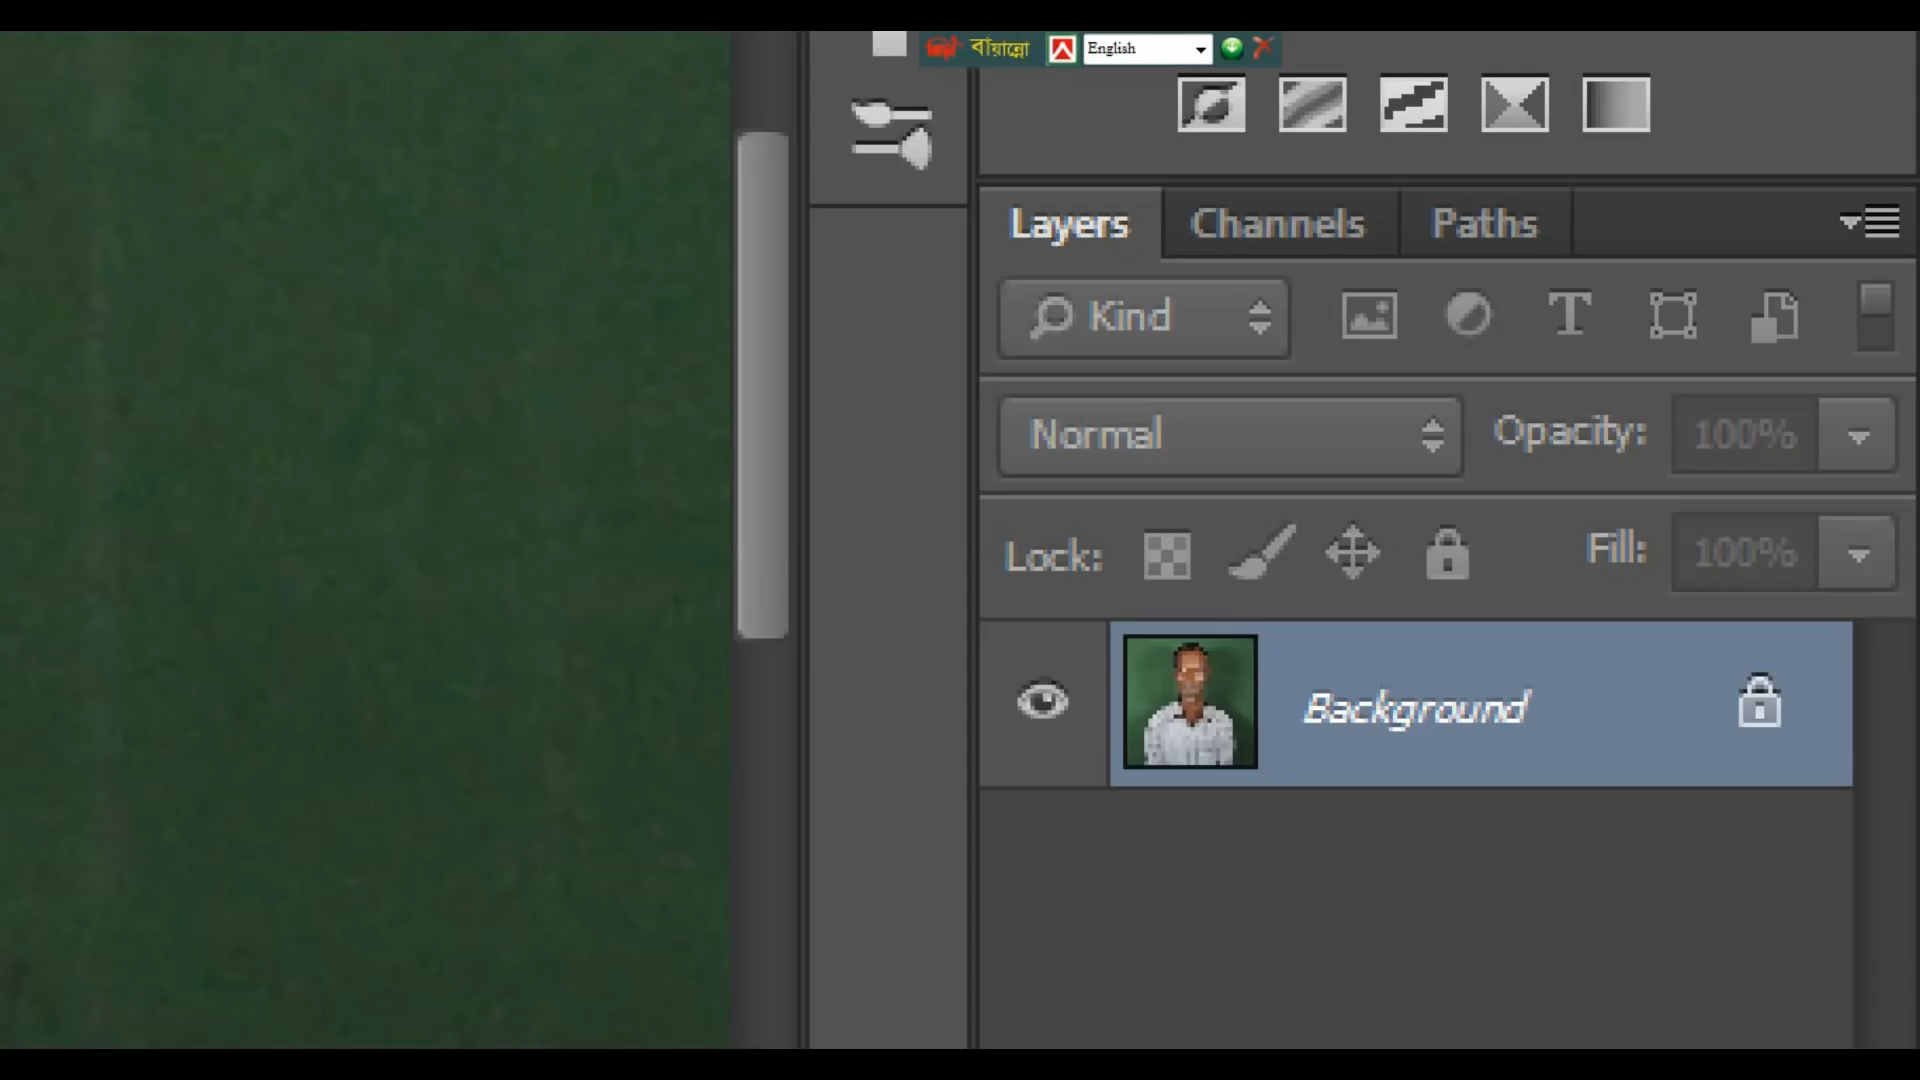 বায়ান্নো English
Layers Channels Paths
Kind T
Normal Opacity: 100%
Lock: Fill: 100%
Background